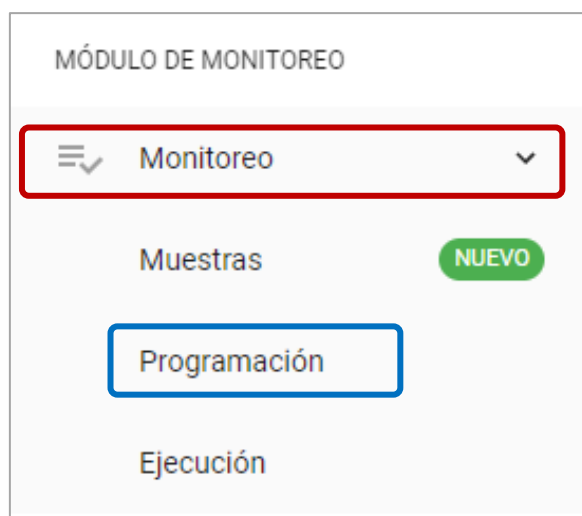 MÓDULO DE MONITOREO
Monitoreo
Muestras NUEVO
Programación
Ejecución